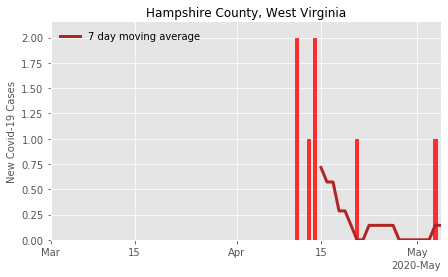 Hampshire County, West Virginia
7 day moving average
New Covid-19 Cases
2.00
1.75
1.50
1.25
1.00
0.75
0.50
0.25
0.00
Mar
15
Apr
15
May
2020-May